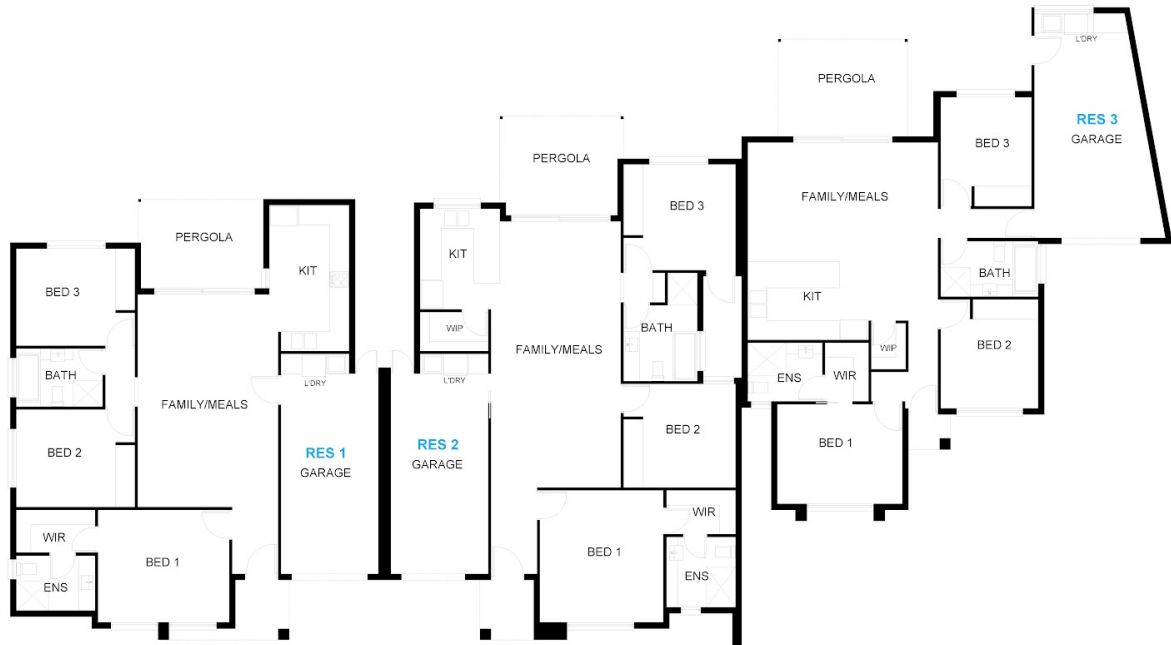 PERGOLA
BED 3
KIT
BATH
L'DRY
FAMILY/MEALS
BED 2
RES 1
GARAGE
WIR
BED 1
ENS
PERGOLA
BED 3
KIT
WIP
BATH
FAMILY/MEALS
L'DRY
RES 2
GARAGE
BED 2
WIR
BED 1
ENS
L'DRY
PERGOLA
RES 3
GARAGE
BED 3
FAMILY/MEALS
BATH
KIT
WIP
BED 2
ENS
WIR
BED 1